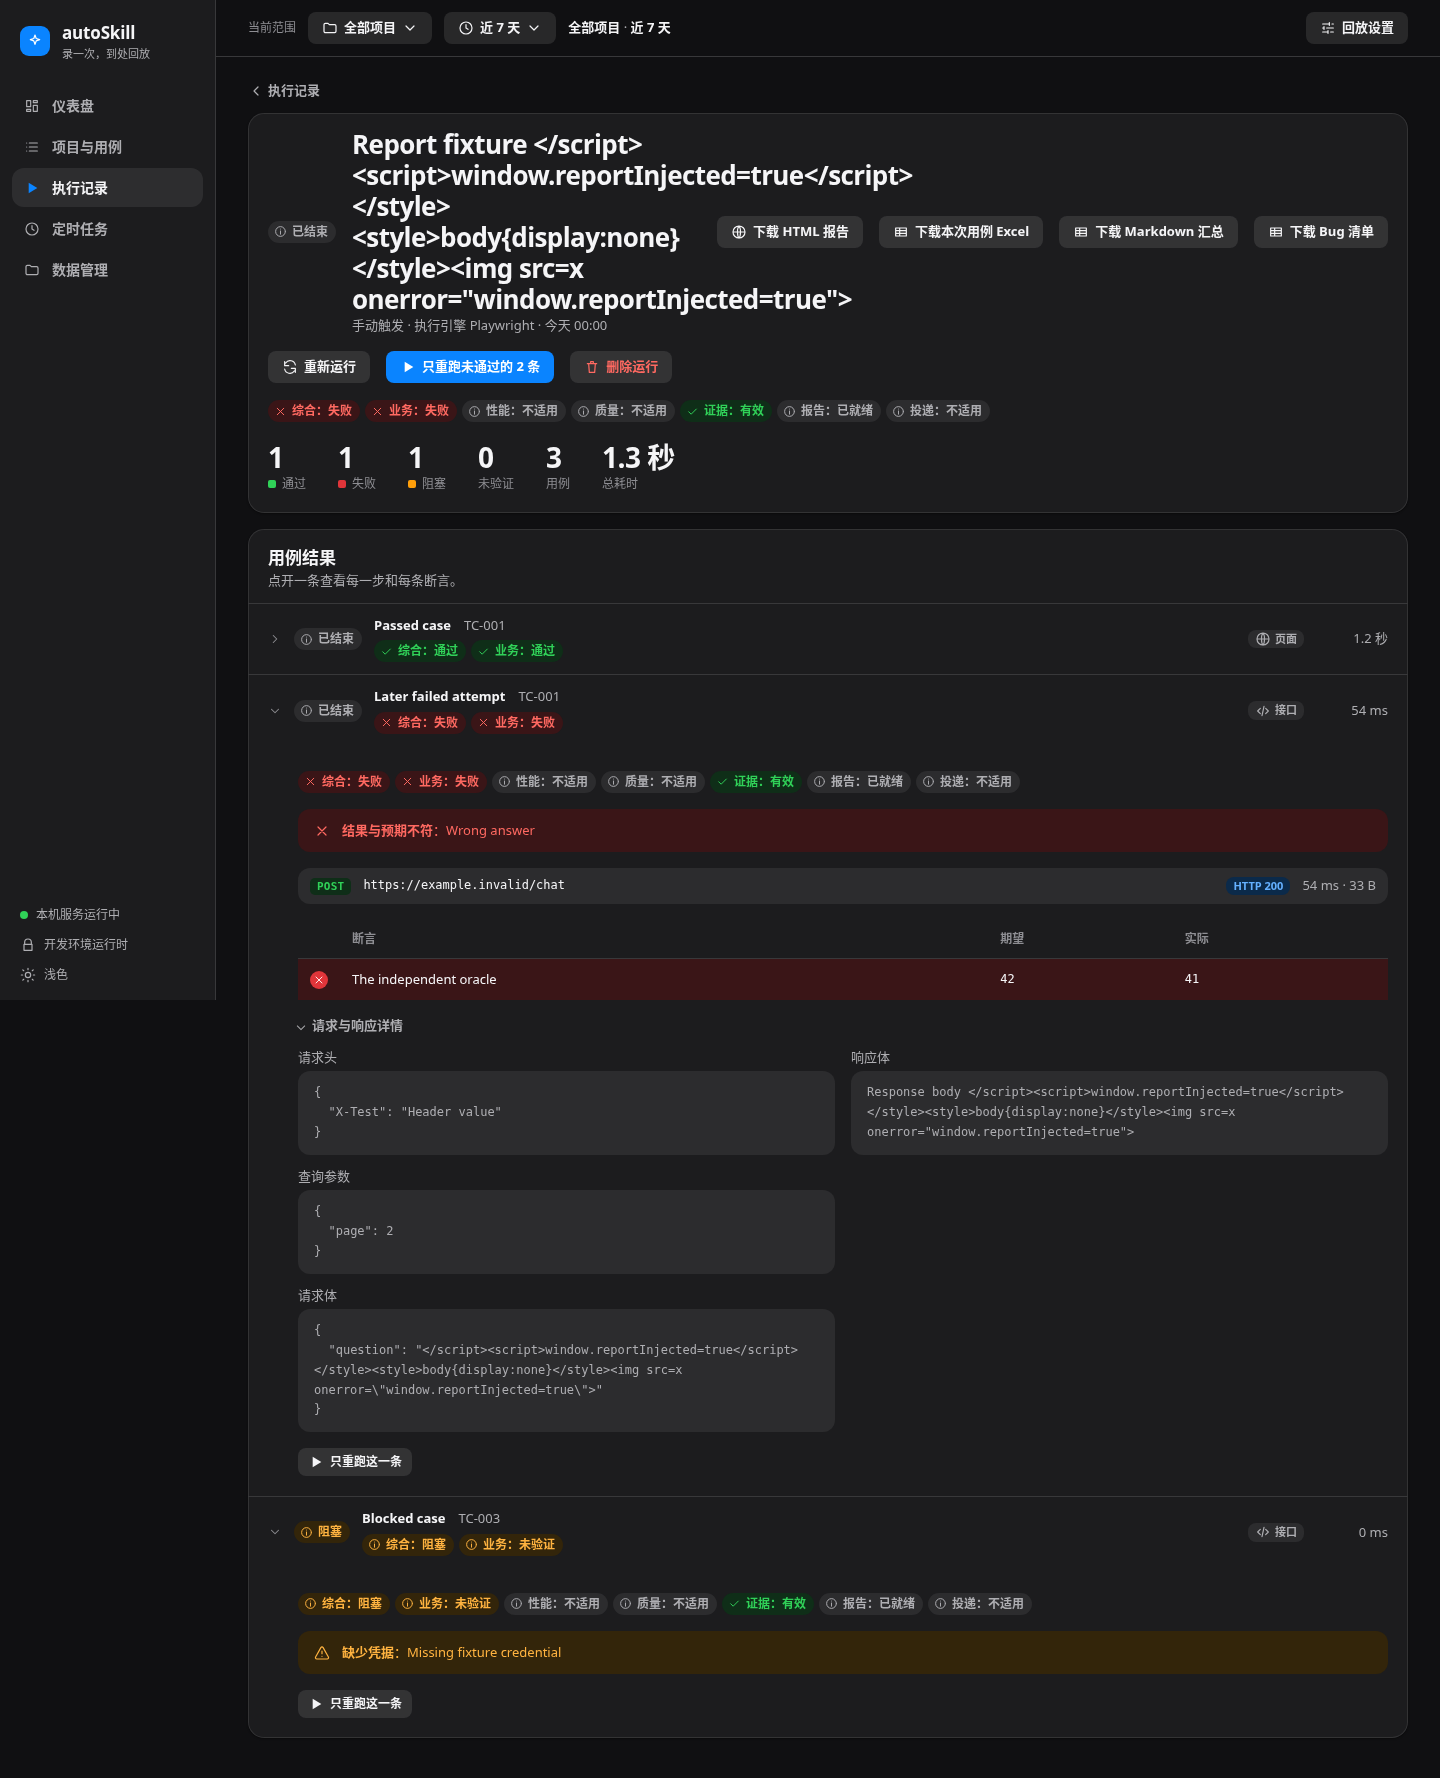 autoSkill
录一次，到处回放
仪表盘
项目与用例
执行记录
定时任务
数据管理
本机服务运行中
开发环境运行时
浅色
当前范围
全部项目
近 7 天
全部项目 · 近 7 天
回放设置
执行记录
已结束
Report fixture </script>
<script>window.reportInjected=true</script>
</style>
<style>body{display:none}
</style><img src=x
onerror="window.reportInjected=true">
手动触发 · 执行引擎 Playwright · 今天 00:00
下载 HTML 报告
下载本次用例 Excel
下载 Markdown 汇总
下载 Bug 清单
重新运行
只重跑未通过的 2 条
删除运行
综合：失败
业务：失败
性能：不适用
质量：不适用
证据：有效
报告：已就绪
投递：不适用
1
通过
1
失败
1
阻塞
0
未验证
3
用例
1.3 秒
总耗时
用例结果
点开一条查看每一步和每条断言。
已结束
Passed case TC-001
综合：通过
业务：通过
页面
1.2 秒
已结束
Later failed attempt TC-001
综合：失败
业务：失败
接口
54 ms
综合：失败
业务：失败
性能：不适用
质量：不适用
证据：有效
报告：已就绪
投递：不适用
结果与预期不符：Wrong answer
POST https://example.invalid/chat
HTTP 200
54 ms · 33 B
断言 期望 实际
The independent oracle 42 41
请求与响应详情
请求头
{
  "X-Test": "Header value"
}
响应体
Response body </script><script>window.reportInjected=true</script>
</style><style>body{display:none}</style><img src=x
onerror="window.reportInjected=true">
查询参数
{
  "page": 2
}
请求体
{
  "question": "</script><script>window.reportInjected=true</script>
</style><style>body{display:none}</style><img src=x
onerror=\"window.reportInjected=true\">"
}
只重跑这一条
阻塞
Blocked case TC-003
综合：阻塞
业务：未验证
接口
0 ms
综合：阻塞
业务：未验证
性能：不适用
质量：不适用
证据：有效
报告：已就绪
投递：不适用
缺少凭据：Missing fixture credential
只重跑这一条